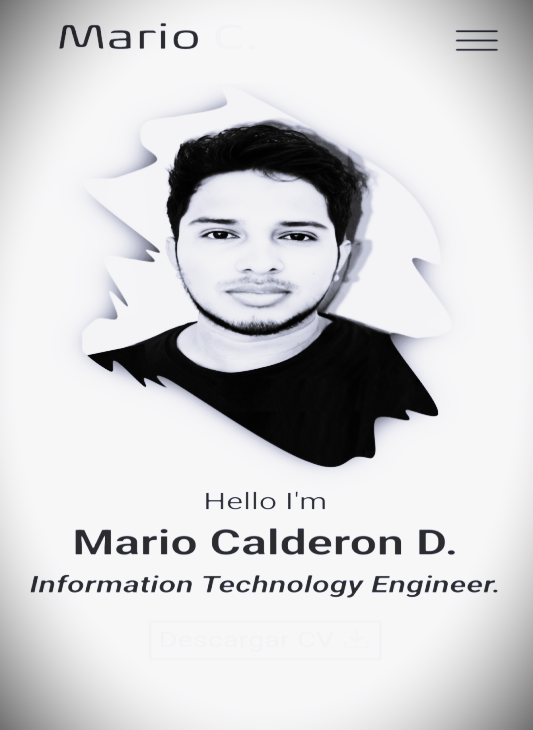 Mario C.
Hello I'm
Mario Calderon D.
Information Technology Engineer.
Descargar CV